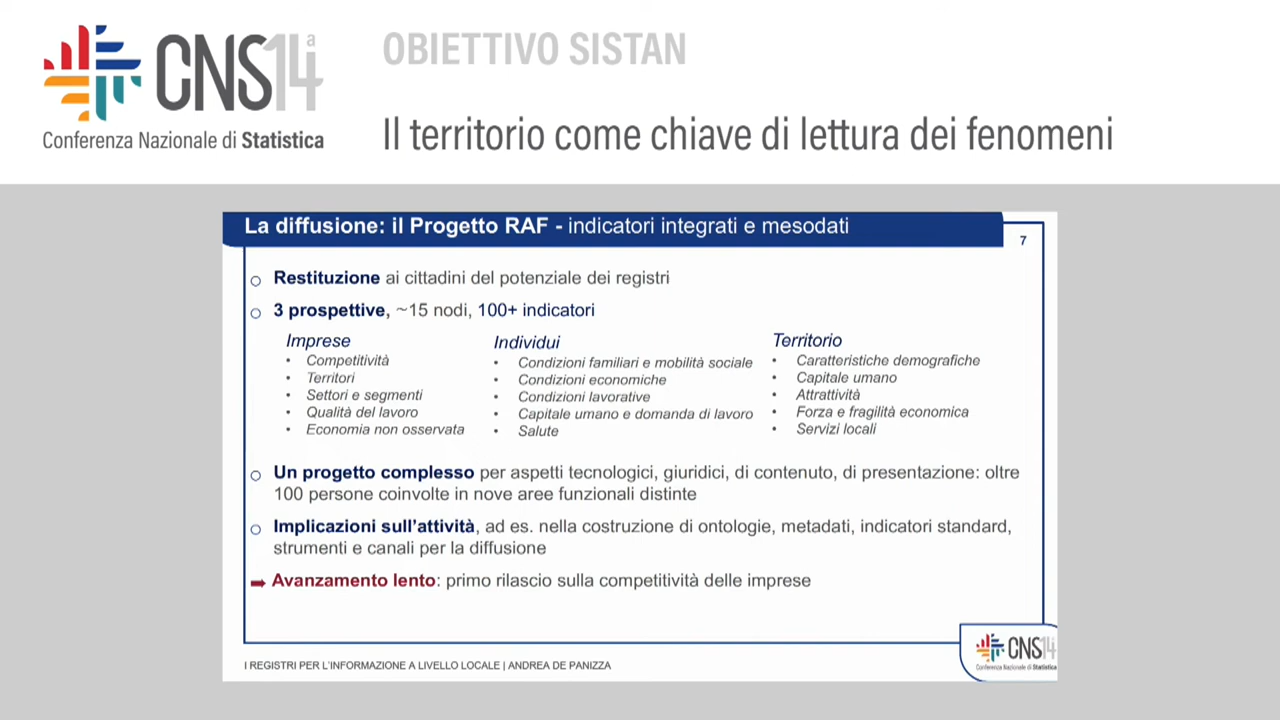 CNS14a
Conferenza Nazionale di Statistica
OBIETTIVO SISTAN
Il territorio come chiave di lettura dei fenomeni
La diffusione: il Progetto RAF - indicatori integrati e mesodati
7
Restituzione ai cittadini del potenziale dei registri
3 prospettive, ~15 nodi, 100+ indicatori
Imprese
• Competitività
• Territori
• Settori e segmenti
• Qualità del lavoro
• Economia non osservata
Individui
• Condizioni familiari e mobilità sociale
• Condizioni economiche
• Condizioni lavorative
• Capitale umano e domanda di lavoro
• Salute
Territorio
• Caratteristiche demografiche
• Capitale umano
• Attrattività
• Forza e fragilità economica
• Servizi locali
Un progetto complesso per aspetti tecnologici, giuridici, di contenuto, di presentazione: oltre
100 persone coinvolte in nove aree funzionali distinte
Implicazioni sull'attività, ad es. nella costruzione di ontologie, metadati, indicatori standard,
strumenti e canali per la diffusione
Avanzamento lento: primo rilascio sulla competitività delle imprese
I REGISTRI PER L'INFORMAZIONE A LIVELLO LOCALE | ANDREA DE PANIZZA
CNS14
Conferenza Nazionale di Statistica